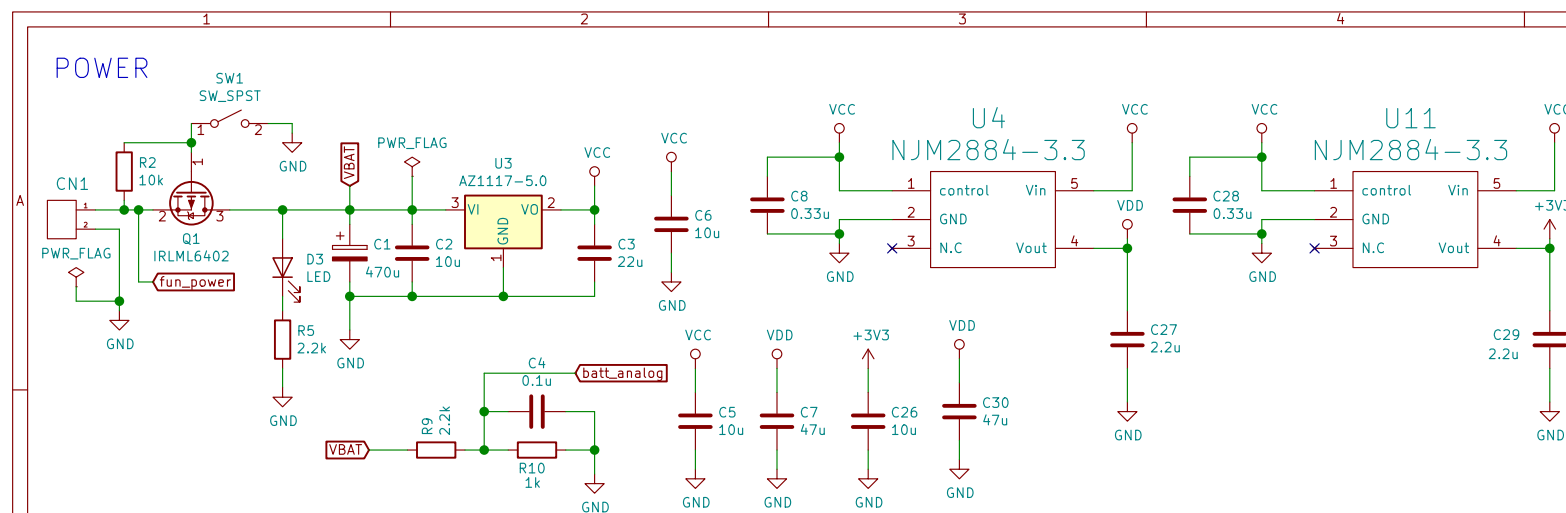 1
2
3
4
A
POWER
SW1
SW_SPST
1
2
GND
R2
10k
1
CN1
1
2
2
3
Q1
IRLML6402
PWR_FLAG
fun_power
GND
D3
LED
R5
2.2k
GND
VBAT
PWR_FLAG
C1
470u
+
C2
10u
GND
U3
AZ1117-5.0
3
VI
VO
2
GND
1
VCC
C3
22u
VCC
C6
10u
GND
VCC
C8
0.33u
GND
U4
NJM2884-3.3
1
control
Vin
5
2
GND
3
N.C
Vout
4
VCC
VDD
C27
2.2u
GND
VCC
C28
0.33u
GND
U11
NJM2884-3.3
1
control
Vin
5
2
GND
3
N.C
Vout
4
C29
2.2u
GND
VBAT
R9
2.2k
C4
0.1u
batt_analog
R10
1k
GND
VCC
C5
10u
GND
VDD
C7
47u
GND
+3V3
C26
10u
GND
VDD
C30
47u
GND